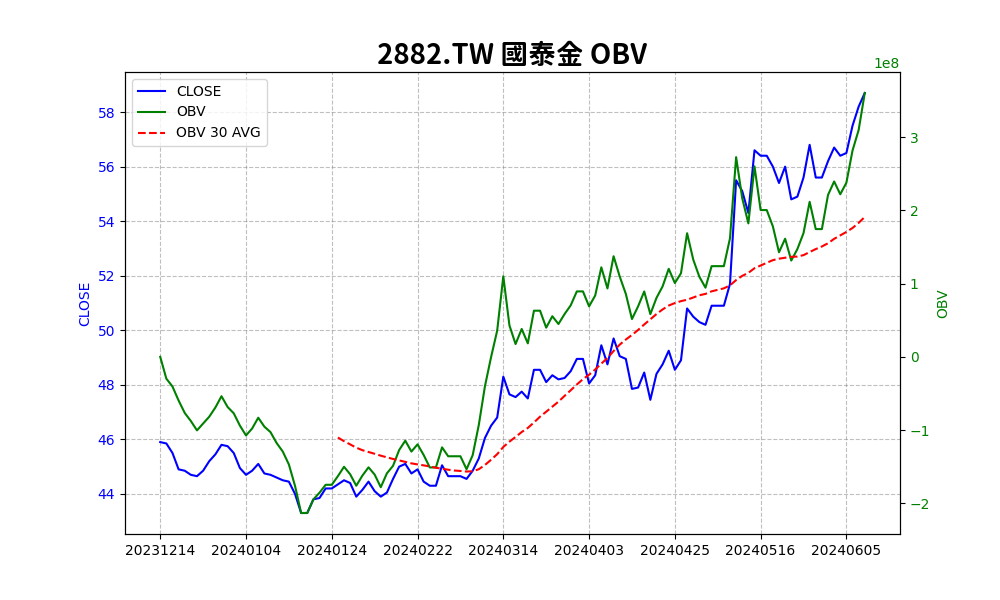 2882.TW 國泰金 OBV
1e8
CLOSE
OBV
OBV 30 AVG
58
56
54
52
50
48
46
44
CLOSE
3
2
1
0
−1
−2
OBV
20231214 20240104 20240124 20240222 20240314 20240403 20240425 20240516 20240605